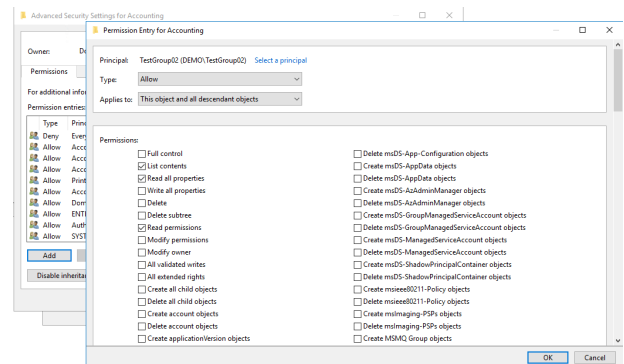 Advanced Security Settings for Accounting
Permission Entry for Accounting
Owner:
Permissions
For additional infor
Permission entries:
Type Princ
Deny Every
Allow Acco
Allow Acco
Allow Acco
Allow Print
Allow Acco
Allow Dom
Allow ENTE
Allow Auth
Allow SYST
Add
Disable inheritan
Principal: TestGroup02 (DEMO\TestGroup02) Select a principal
Type: Allow
Applies to: This object and all descendant objects
Permissions:
Full control
List contents
Read all properties
Write all properties
Delete
Delete subtree
Read permissions
Modify permissions
Modify owner
All validated writes
All extended rights
Create all child objects
Delete all child objects
Create account objects
Delete account objects
Create applicationVersion objects
Delete msDS-App-Configuration objects
Create msDS-AppData objects
Delete msDS-AppData objects
Create msDS-AzAdminManager objects
Delete msDS-AzAdminManager objects
Create msDS-GroupManagedServiceAccount objects
Delete msDS-GroupManagedServiceAccount objects
Create msDS-ManagedServiceAccount objects
Delete msDS-ManagedServiceAccount objects
Create msDS-ShadowPrincipalContainer objects
Delete msDS-ShadowPrincipalContainer objects
Create msieee80211-Policy objects
Delete msieee80211-Policy objects
Create msImaging-PSPs objects
Delete msImaging-PSPs objects
Create MSMQ Group objects
OK Cancel